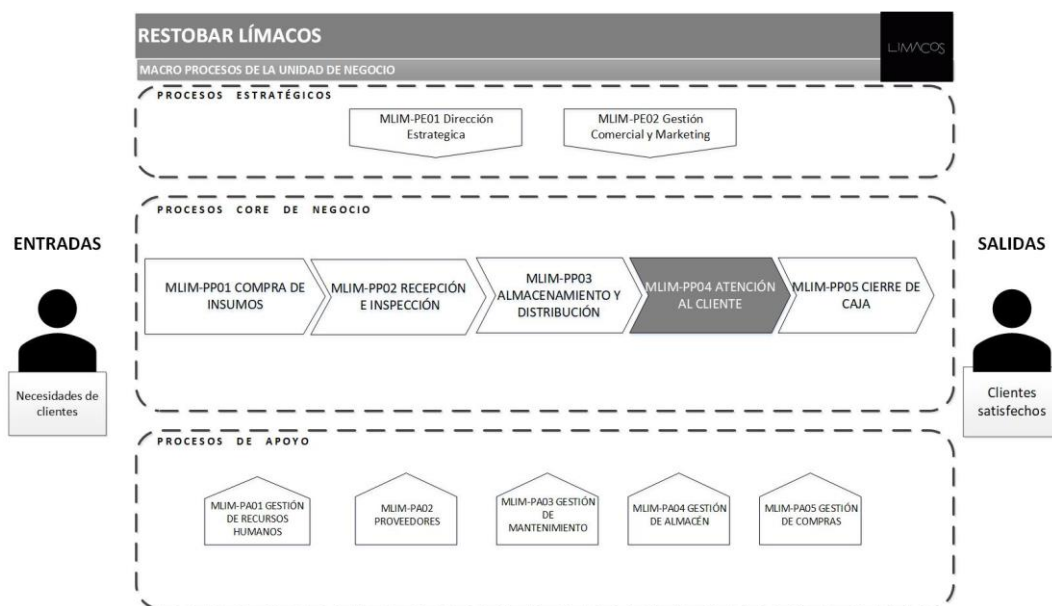 RESTOBAR LÍMACOS
LIMACOS
MACRO PROCESOS DE LA UNIDAD DE NEGOCIO
PROCESOS ESTRATÉGICOS
MLIM-PE01 Dirección
Estrategica
MLIM-PE02 Gestión
Comercial y Marketing
PROCESOS CORE DE NEGOCIO
ENTRADAS
Necesidades de
clientes
MLIM-PP01 COMPRA DE
INSUMOS
MLIM-PP02 RECEPCIÓN
E INSPECCIÓN
MLIM-PP03
ALMACENAMIENTO Y
DISTRIBUCIÓN
MLIM-PP04 ATENCIÓN
AL CLIENTE
MLIM-PP05 CIERRE DE
CAJA
SALIDAS
Clientes
satisfechos
PROCESOS DE APOYO
MLIM-PA01 GESTIÓN
DE RECURSOS
HUMANOS
MLIM-PA02
PROVEEDORES
MLIM-PA03 GESTIÓN
DE
MANTENIMIENTO
MLIM-PA04 GESTIÓN
DE ALMACÉN
MLIM-PA05 GESTIÓN
DE COMPRAS